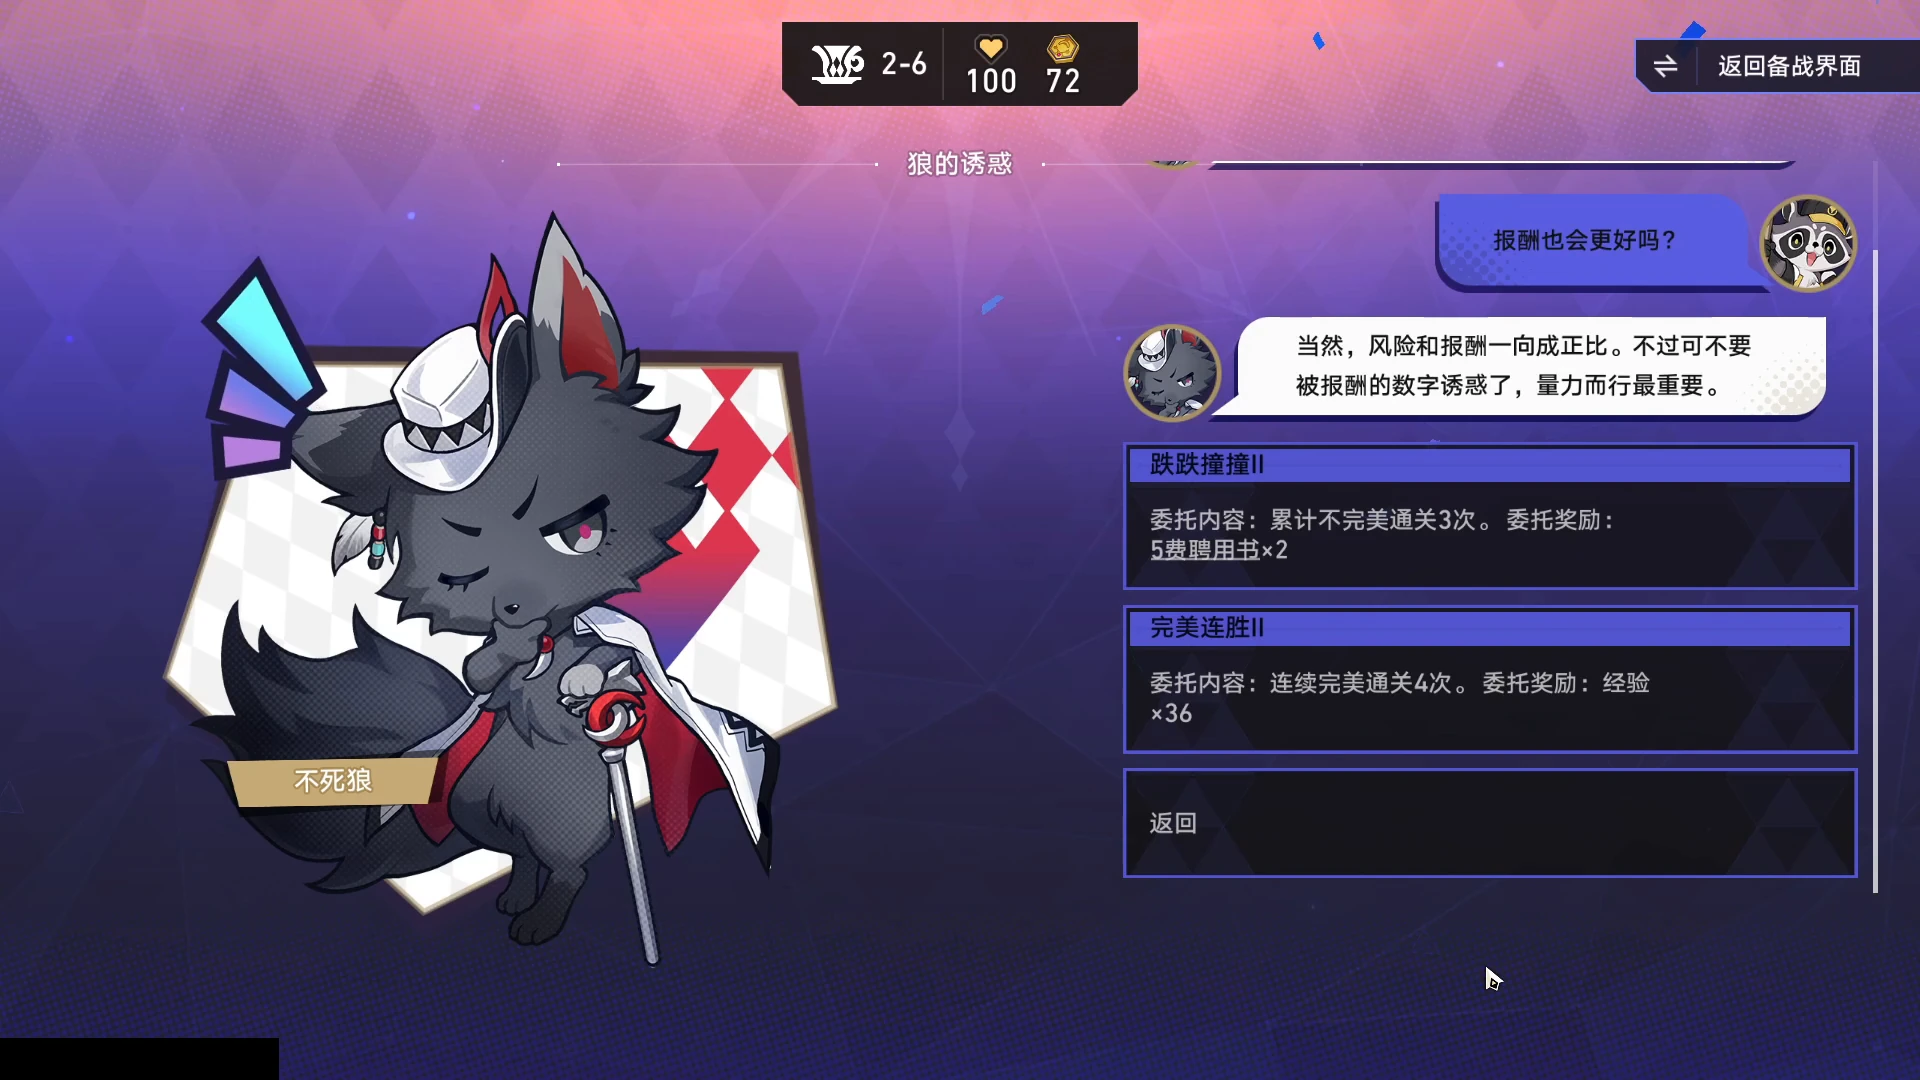 2-6
100
72
返回备战界面
狼的诱惑
报酬也会更好吗？
当然，风险和报酬一向成正比。不过可不要
被报酬的数字诱惑了，量力而行最重要。
跌跌撞撞II
委托内容：累计不完美通关3次。委托奖励：
5费聘用书×2
完美连胜II
委托内容：连续完美通关4次。委托奖励：经验
×36
不死狼
返回